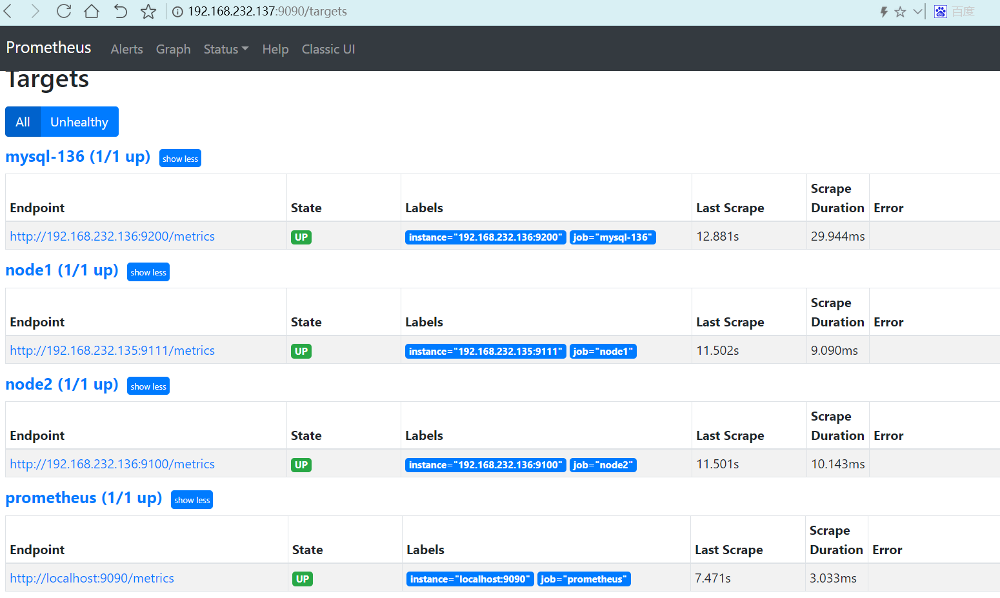 192.168.232.137:9090/targets 百度
Prometheus Alerts Graph Status Help Classic UI
Targets
All Unhealthy
mysql-136 (1/1 up) show less
Endpoint State Labels Last Scrape Scrape Duration Error
http://192.168.232.136:9200/metrics UP instance="192.168.232.136:9200" job="mysql-136" 12.881s 29.944ms
node1 (1/1 up) show less
Endpoint State Labels Last Scrape Scrape Duration Error
http://192.168.232.135:9111/metrics UP instance="192.168.232.135:9111" job="node1" 11.502s 9.090ms
node2 (1/1 up) show less
Endpoint State Labels Last Scrape Scrape Duration Error
http://192.168.232.136:9100/metrics UP instance="192.168.232.136:9100" job="node2" 11.501s 10.143ms
prometheus (1/1 up) show less
Endpoint State Labels Last Scrape Scrape Duration Error
http://localhost:9090/metrics UP instance="localhost:9090" job="prometheus" 7.471s 3.033ms